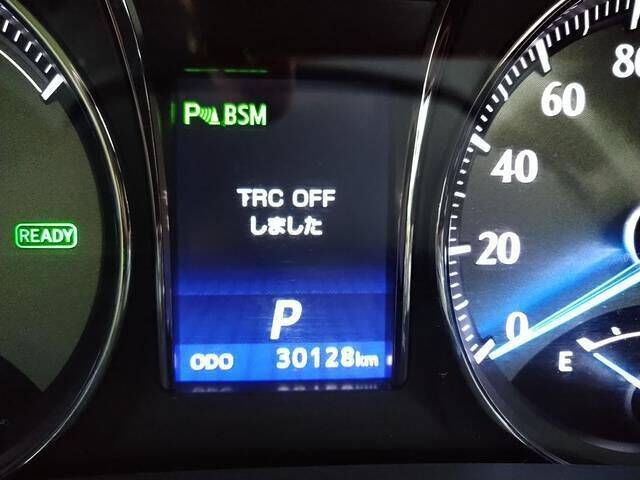 P BSM
TRC OFF
しました
READY
P
ODO 30128km
80
60
40
20
0
E